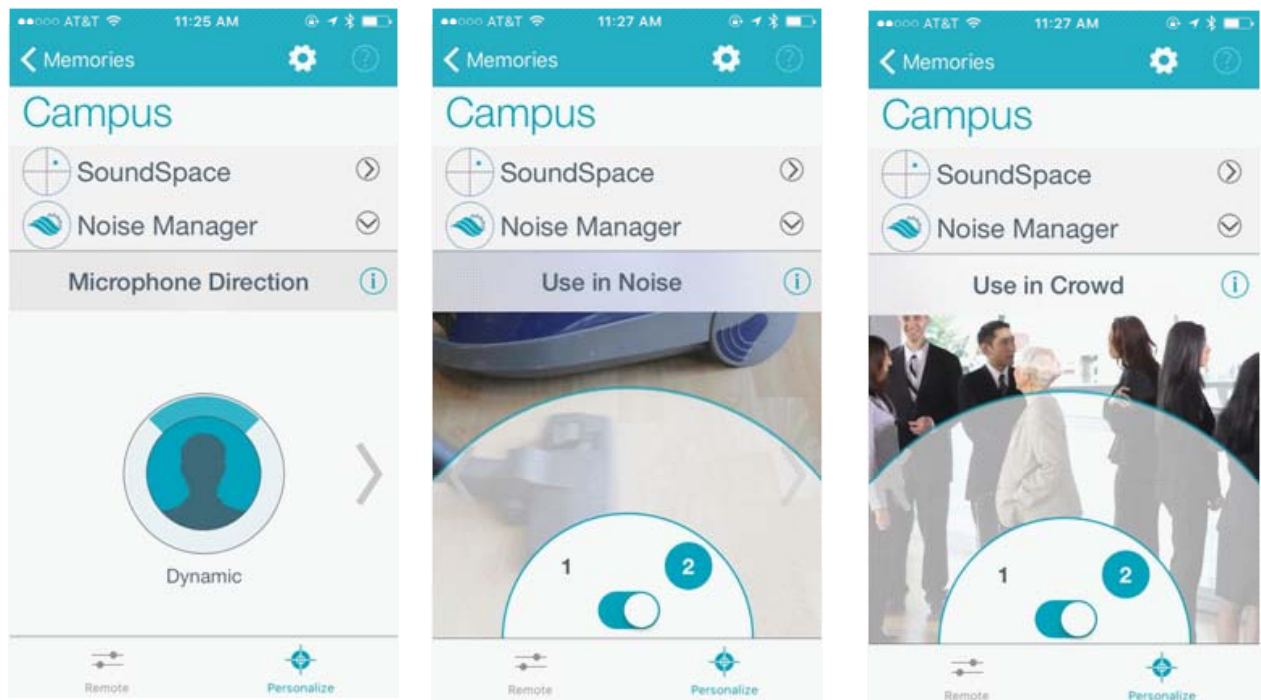 AT&T 11:25 AM
Memories ?
Campus
SoundSpace
Noise Manager
Microphone Direction i
Dynamic
Remote Personalize
AT&T 11:27 AM
Memories ?
Campus
SoundSpace
Noise Manager
Use in Noise i
1 2
Remote Personalize
AT&T 11:27 AM
Memories ?
Campus
SoundSpace
Noise Manager
Use in Crowd i
1 2
Remote Personalize